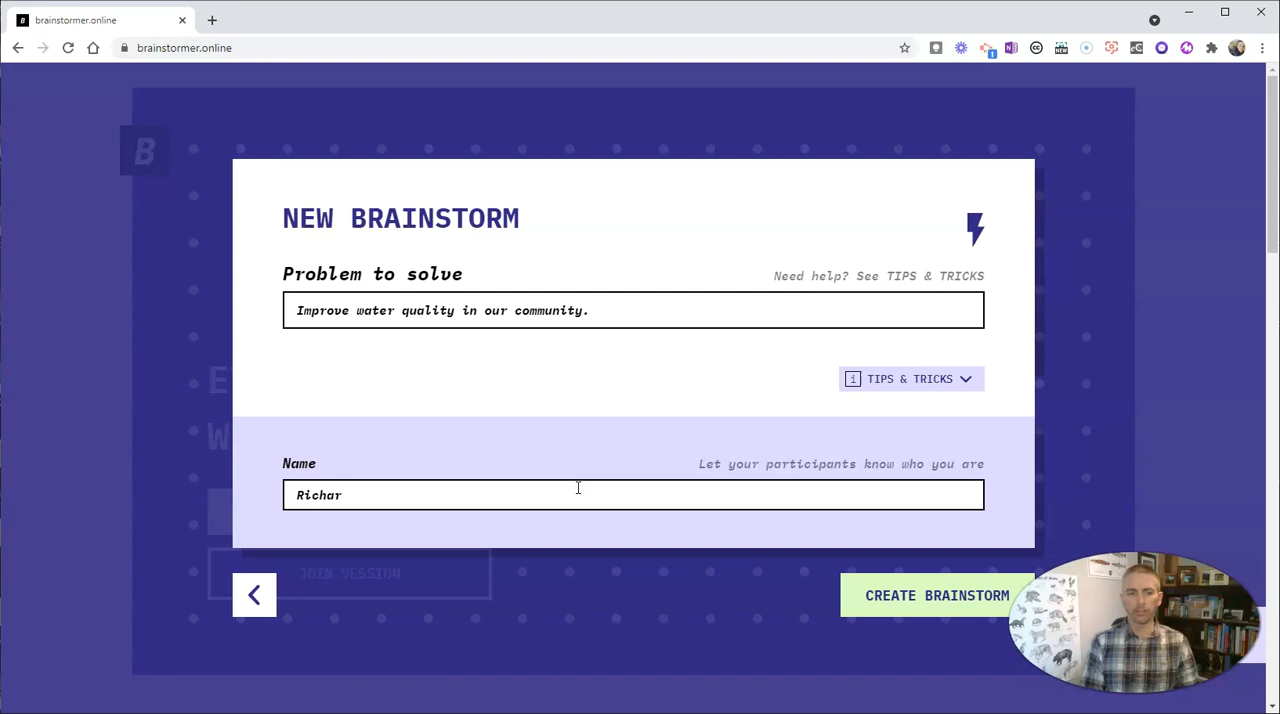 B brainstormer.online
brainstormer.online
B
NEW BRAINSTORM
Problem to solve
Need help? See TIPS & TRICKS
Improve water quality in our community.
i TIPS & TRICKS
Name
Let your participants know who you are
Richar
JOIN SESSION
CREATE BRAINSTORM